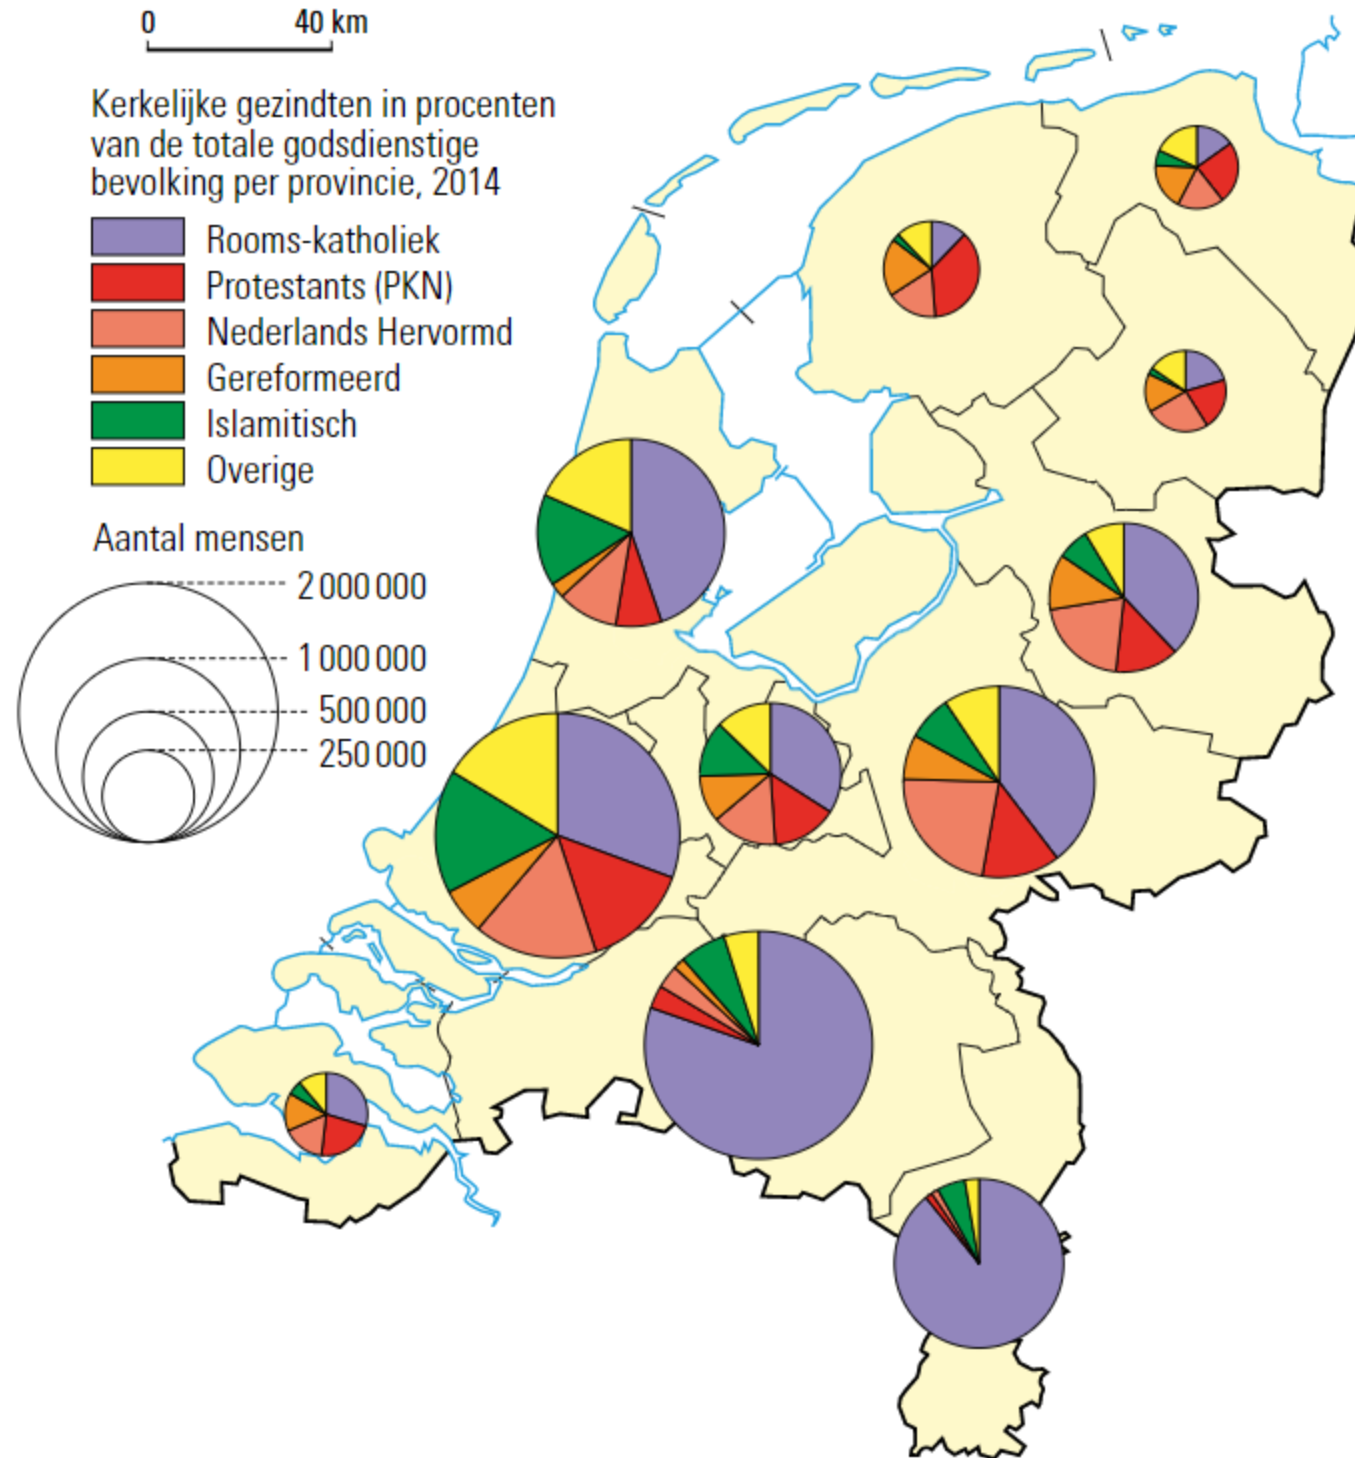 0 40 km
Kerkelijke gezindten in procenten
van de totale godsdienstige
bevolking per provincie, 2014
Rooms-katholiek
Protestants (PKN)
Nederlands Hervormd
Gereformeerd
Islamitisch
Overige
Aantal mensen
2 000 000
1 000 000
500 000
250 000